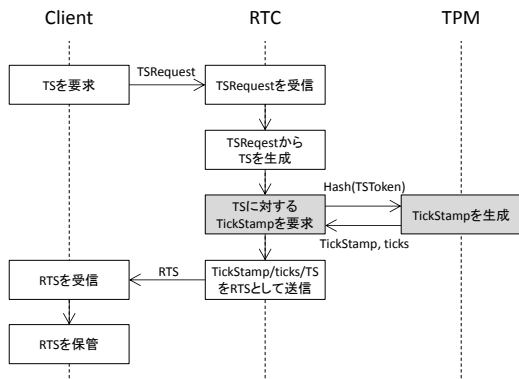 Client
RTC
TPM
TSを要求
TSRequest
TSRequestを受信
TSReqestから
TSを生成
Hash(TSToken)
TSに対する
TickStampを要求
TickStampを生成
TickStamp, ticks
RTSを受信
RTS
TickStamp/ticks/TS
をRTSとして送信
RTSを保管